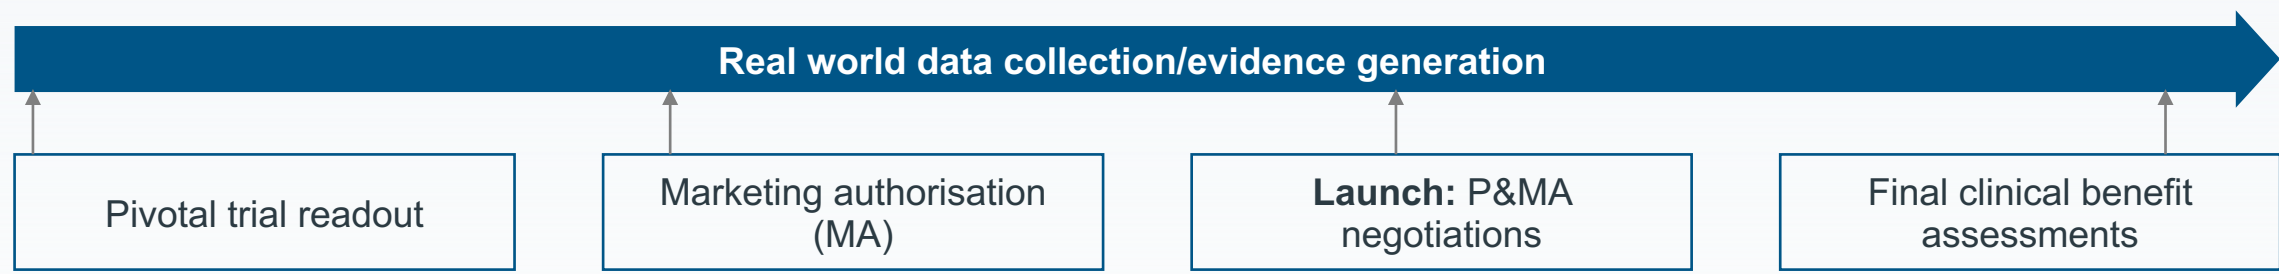 Real world data collection/evidence generation
Pivotal trial readout
Marketing authorisation
(MA)
Launch: P&MA
negotiations
Final clinical benefit
assessments